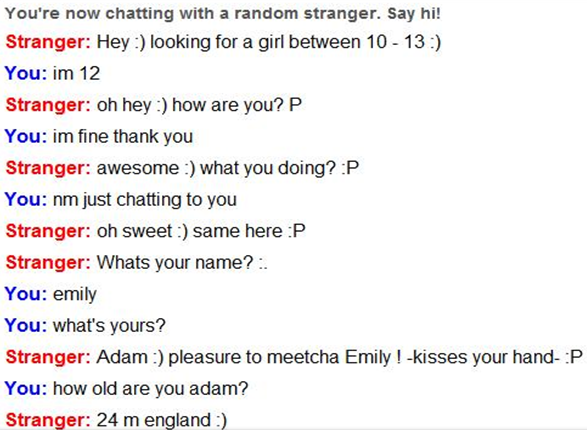 You're now chatting with a random stranger. Say hi!
Stranger: Hey :) looking for a girl between 10 - 13 :)
You: im 12
Stranger: oh hey :) how are you? P
You: im fine thank you
Stranger: awesome :) what you doing? :P
You: nm just chatting to you
Stranger: oh sweet :) same here :P
Stranger: Whats your name? :.
You: emily
You: what's yours?
Stranger: Adam :) pleasure to meetcha Emily ! -kisses your hand- :P
You: how old are you adam?
Stranger: 24 m england :)